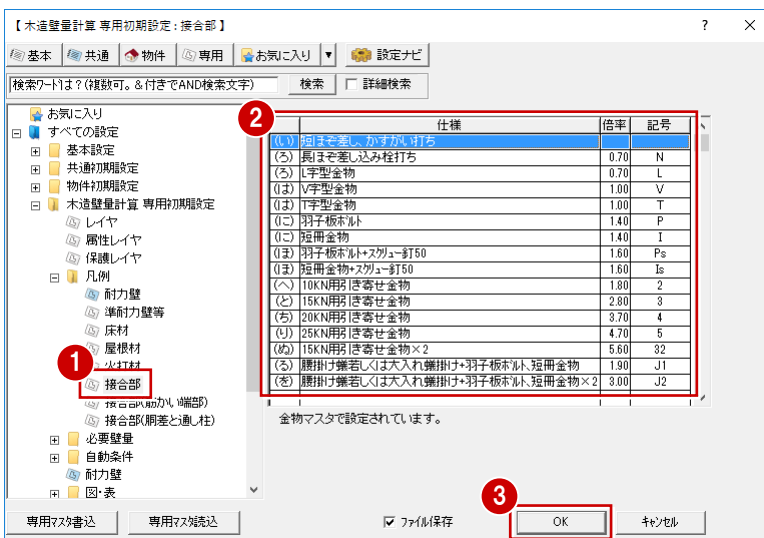 【 木造壁量計算 専用初期設定 : 接合部 】 ? ×
基本 共通 物件 専用 お気に入り ▼ 設定ナビ
検索ワードは？(複数可。＆付きでAND検索文字) 検索 詳細検索
お気に入り
すべての設定
基本設定
共通初期設定
物件初期設定
木造壁量計算 専用初期設定
レイヤ
属性レイヤ
保護レイヤ
凡例
耐力壁
準耐力壁等
床材
屋根材
火打材
接合部
接合部(筋かい端部)
接合部(胴差と通し柱)
必要壁量
自動条件
耐力壁
図・表
1
2
仕様 倍率 記号
(い) 短ほぞ差し、かすがい打ち
(ろ) 長ほぞ差し込み栓打ち 0.70 N
(ろ) L字型金物 0.70 L
(は) V字型金物 1.00 V
(は) T字型金物 1.00 T
(に) 羽子板ボルト 1.40 P
(に) 短冊金物 1.40 I
(ほ) 羽子板ボルト+スクリュー釘50 1.60 Ps
(ほ) 短冊金物+スクリュー釘50 1.60 Is
(へ) 10KN用引き寄せ金物 1.80 2
(と) 15KN用引き寄せ金物 2.80 3
(ち) 20KN用引き寄せ金物 3.70 4
(り) 25KN用引き寄せ金物 4.70 5
(ぬ) 15KN用引き寄せ金物×2 5.60 32
(る) 腰掛け蟻若しくは大入れ蟻掛け+羽子板ボルト、短冊金物 1.90 J1
(を) 腰掛け蟻若しくは大入れ蟻掛け+羽子板ボルト、短冊金物×2 3.00 J2
金物マスタで設定されています。
3
専用マスタ書込 専用マスタ読込 ファイル保存 OK キャンセル